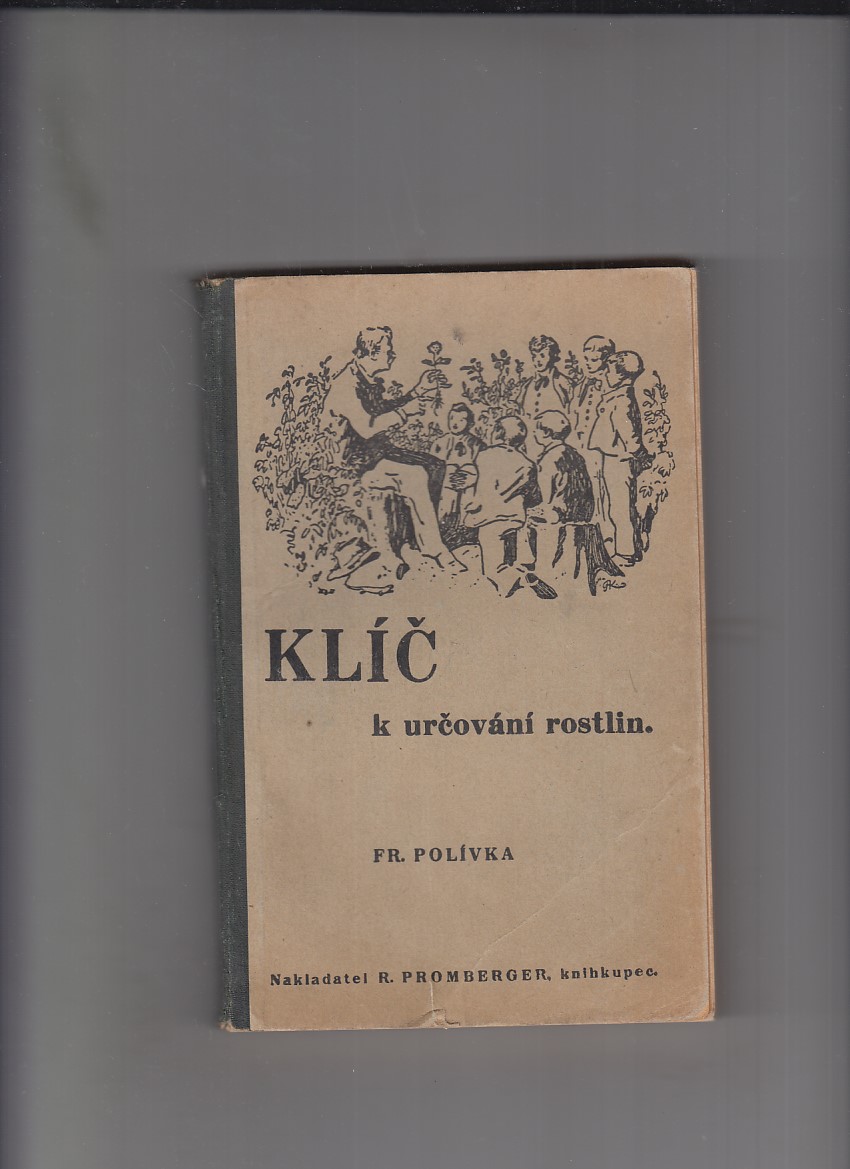 KLÍČ
k určování rostlin.
FR. POLÍVKA
Nakladatel R. PROMBERGER, knihkupec.